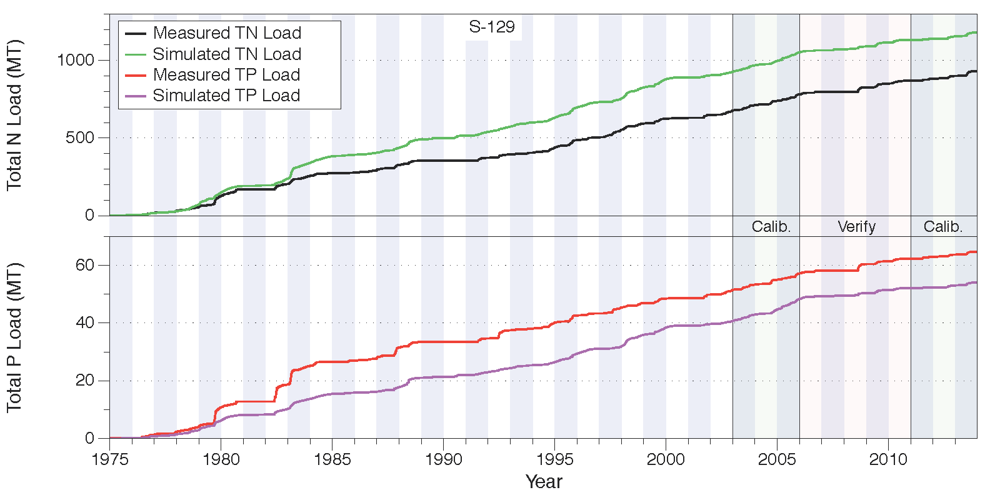 S-129
Measured TN Load
Simulated TN Load
Measured TP Load
Simulated TP Load
Total N Load (MT)
1000
500
0
Calib.
Verify
Calib.
Total P Load (MT)
60
40
20
0
1975 1980 1985 1990 1995 2000 2005 2010
Year